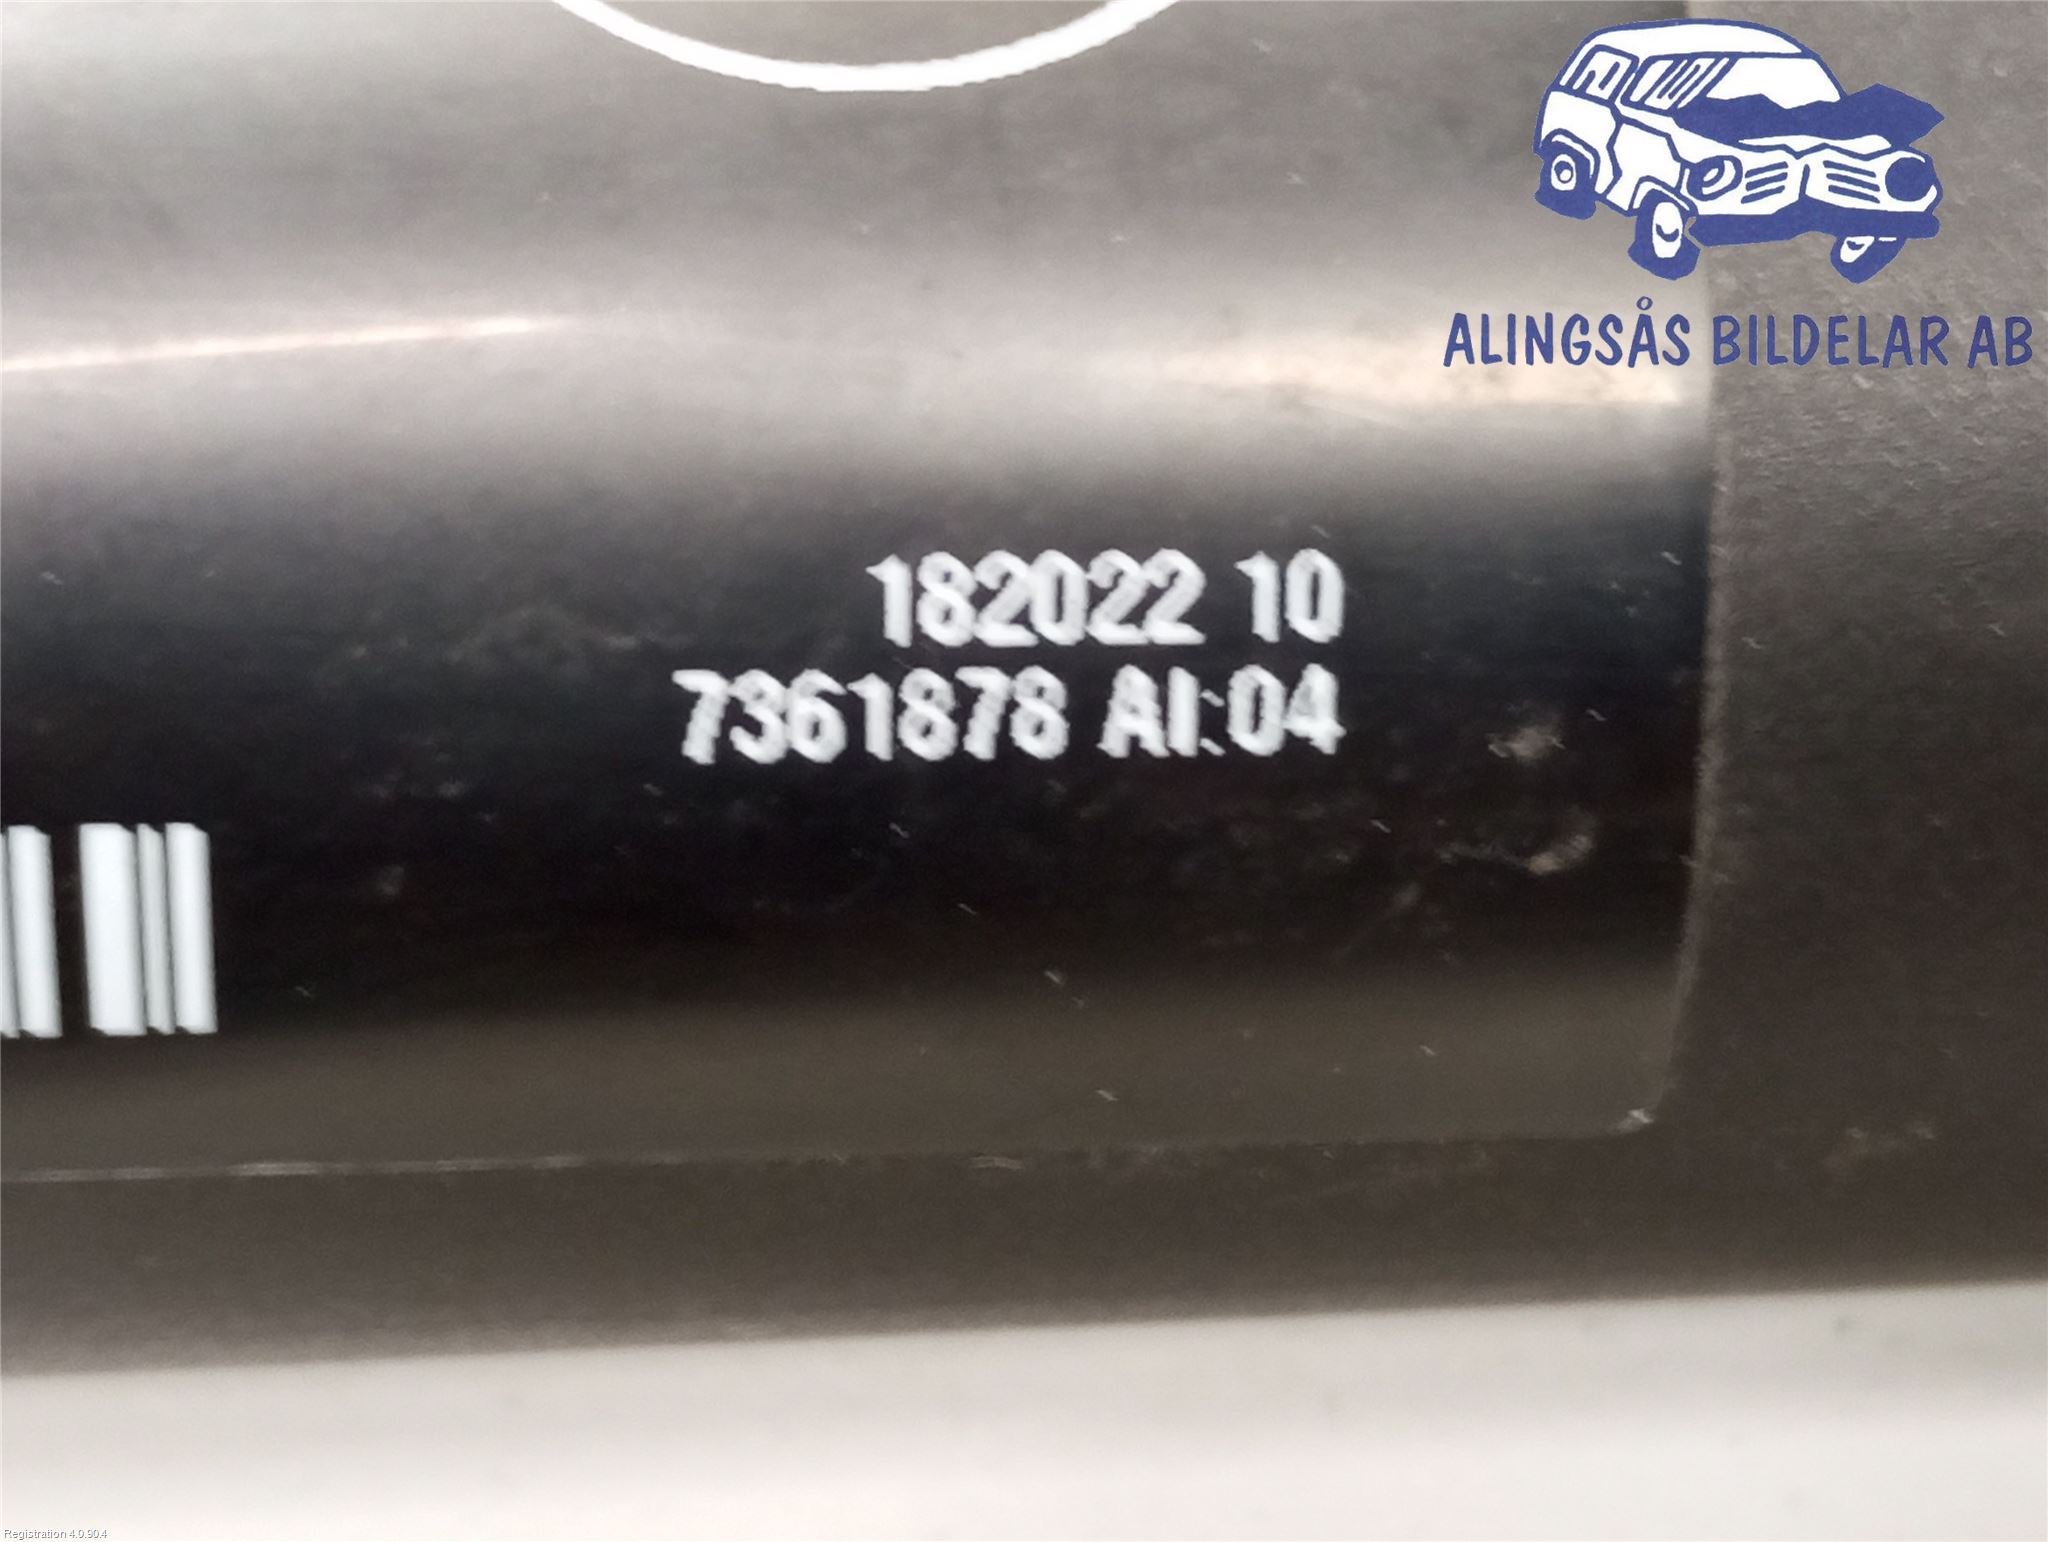 ALINGSÅS BILDELAR AB
182022 10
7361878 AI:04
Registration 4.0.90.4